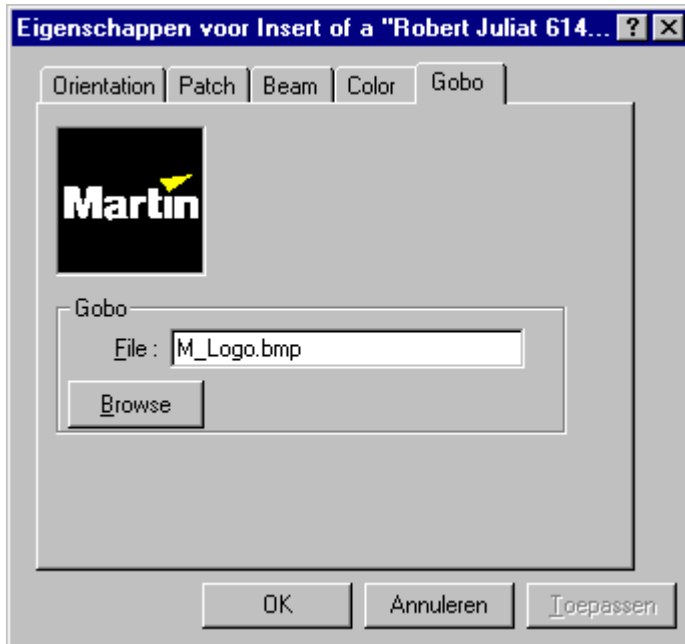 Eigenschappen voor Insert of a "Robert Juliat 614...
Orientation Patch Beam Color Gobo
Martin
Gobo
File : M_Logo.bmp
Browse
OK Annuleren Toepassen